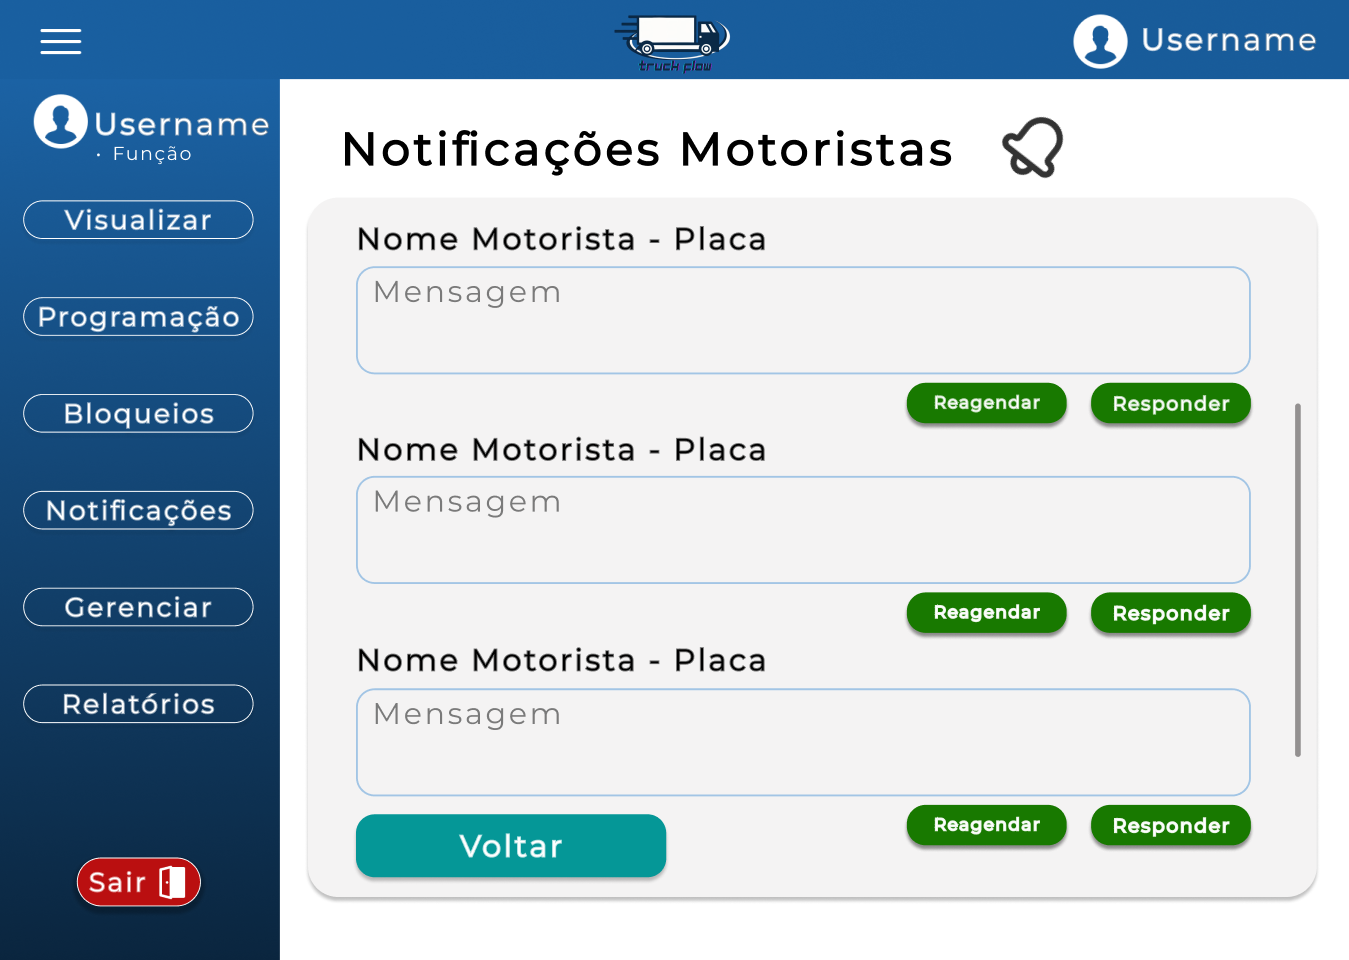 truck flow
Username
Username
• Função
Visualizar
Programação
Bloqueios
Notificações
Gerenciar
Relatórios
Sair
Notificações Motoristas
Nome Motorista - Placa
Mensagem
Reagendar Responder
Nome Motorista - Placa
Mensagem
Reagendar Responder
Nome Motorista - Placa
Mensagem
Reagendar Responder
Voltar